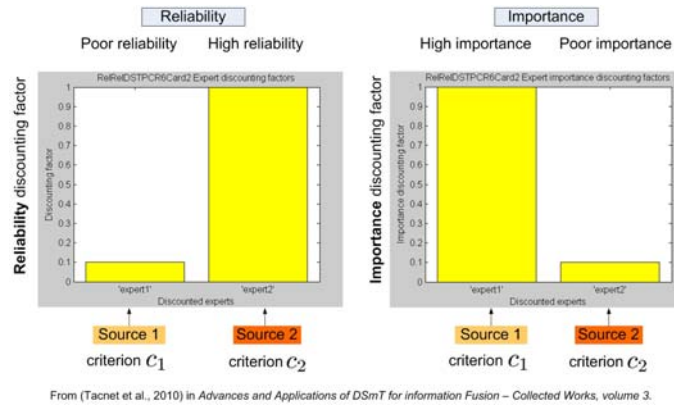 Reliability
Poor reliability High reliability
RelRelDSTPCR6Card2 Expert discounting factors
Reliability discounting factor
Discounting factor
1
0.9
0.8
0.7
0.6
0.5
0.4
0.3
0.2
0.1
0
'expert1' 'expert2'
Discounted experts
Source 1 Source 2
criterion c1 criterion c2
Importance
High importance Poor importance
RelRelDSTPCR6Card2 Expert importance discounting factors
Importance discounting factor
Importance discounting factor
1
0.9
0.8
0.7
0.6
0.5
0.4
0.3
0.2
0.1
0
'expert1' 'expert2'
Discounted experts
Source 1 Source 2
criterion c1 criterion c2
From (Tacnet et al., 2010) in Advances and Applications of DSmT for information Fusion – Collected Works, volume 3.